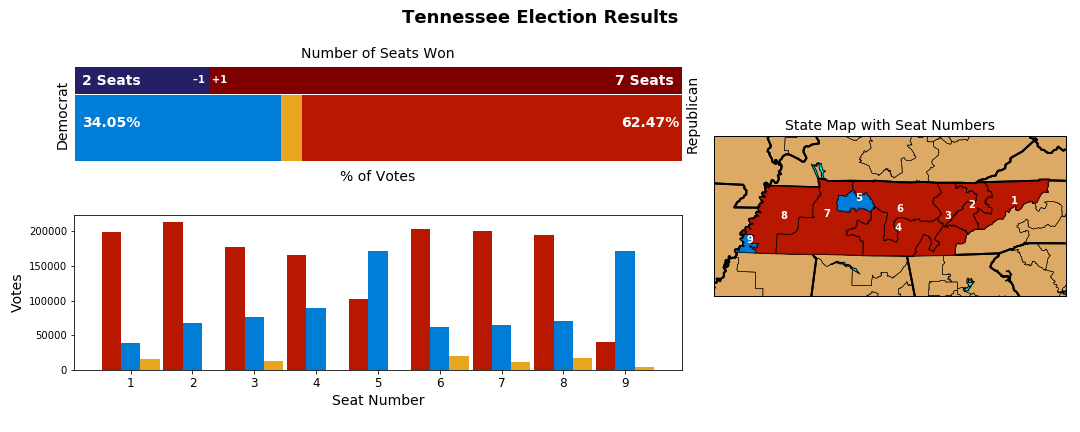 Tennessee Election Results
Number of Seats Won
Democrat
2 Seats
–1 +1
7 Seats
Republican
34.05%
62.47%
% of Votes
State Map with Seat Numbers
1
2
3
4
5
6
7
8
9
Votes
200000
150000
100000
50000
0
1 2 3 4 5 6 7 8 9
Seat Number